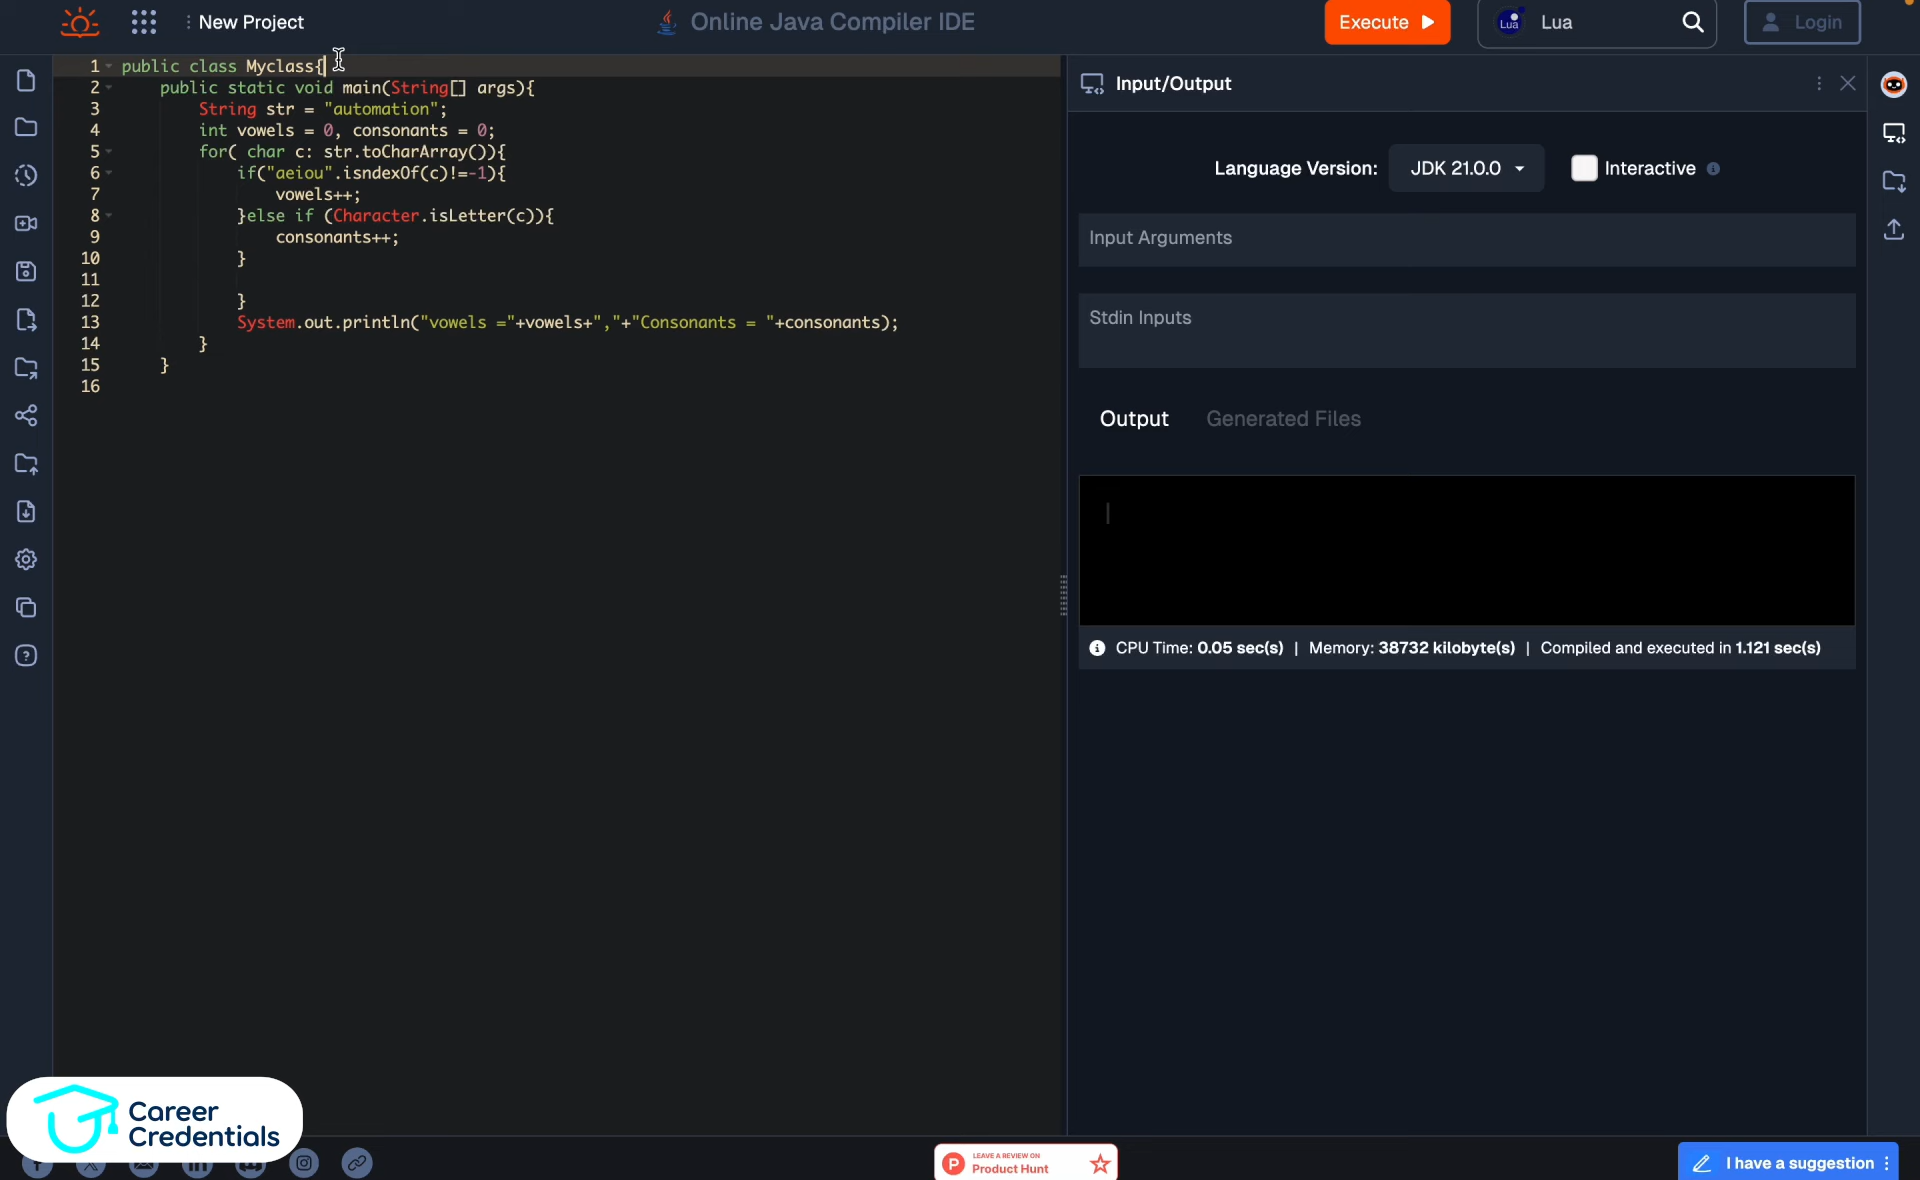 New Project
Online Java Compiler IDE
Execute
Lua
Lua
Login
1 public class Myclass{
2 public static void main(String[] args){
3 String str = "automation";
4 int vowels = 0, consonants = 0;
5 for( char c: str.toCharArray()){
6 if("aeiou".isndexOf(c)!=-1){
7 vowels++;
8 }else if (Character.isLetter(c)){
9 consonants++;
10 }
11
12 }
13 System.out.println("vowels ="+vowels+","+"Consonants = "+consonants);
14 }
15 }
16
Input/Output
Language Version: JDK 21.0.0 Interactive
Input Arguments
Stdin Inputs
Output Generated Files
CPU Time: 0.05 sec(s) | Memory: 38732 kilobyte(s) | Compiled and executed in 1.121 sec(s)
Career
Credentials
LEAVE A REVIEW ON
Product Hunt
I have a suggestion